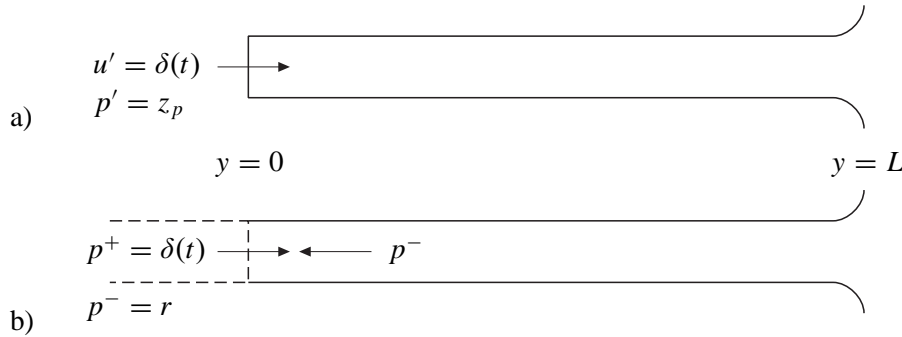 u′ = δ(t)
p′ = z_p
a)
y = 0 y = L
p⁺ = δ(t) p⁻
p⁻ = r
b)